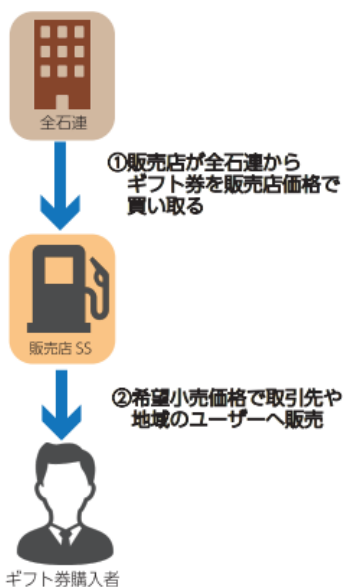 全石連
①販売店が全石連から
ギフト券を販売店価格で
買い取る
販売店 SS
②希望小売価格で取引先や
地域のユーザーへ販売
ギフト券購入者